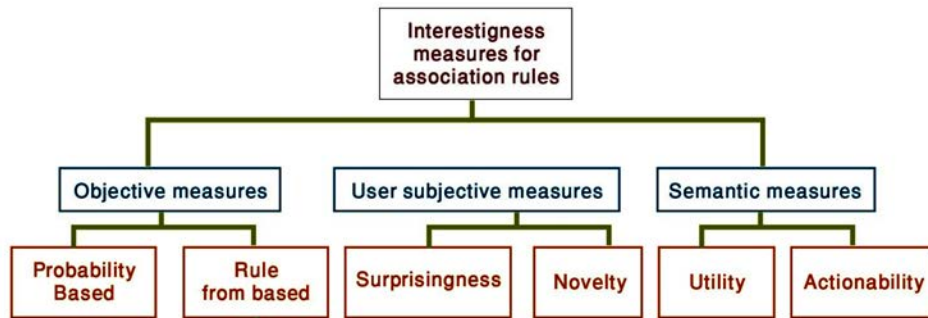 Interestigness
measures for
association rules
Objective measures
User subjective measures
Semantic measures
Probability
Based
Rule
from based
Surprisingness
Novelty
Utility
Actionability